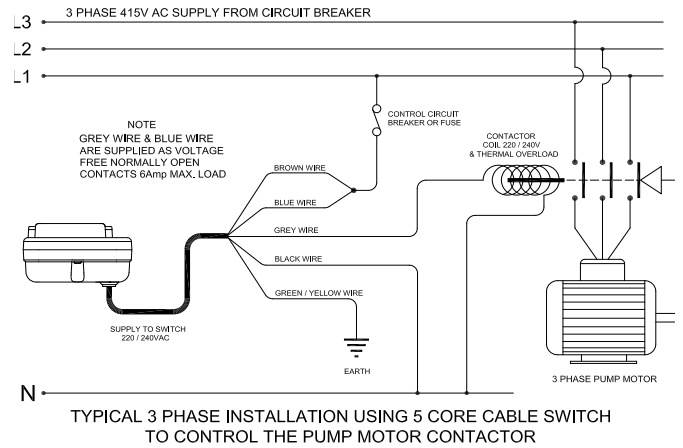 3 PHASE 415V AC SUPPLY FROM CIRCUIT BREAKER
L3
L2
L1
NOTE
GREY WIRE & BLUE WIRE
ARE SUPPLIED AS VOLTAGE
FREE NORMALLY OPEN
CONTACTS 6Amp MAX. LOAD
CONTROL CIRCUIT
BREAKER OR FUSE
CONTACTOR
COIL 220 / 240V
& THERMAL OVERLOAD
BROWN WIRE
BLUE WIRE
GREY WIRE
BLACK WIRE
GREEN / YELLOW WIRE
SUPPLY TO SWITCH
220 / 240VAC
EARTH
3 PHASE PUMP MOTOR
N
TYPICAL 3 PHASE INSTALLATION USING 5 CORE CABLE SWITCH
TO CONTROL THE PUMP MOTOR CONTACTOR